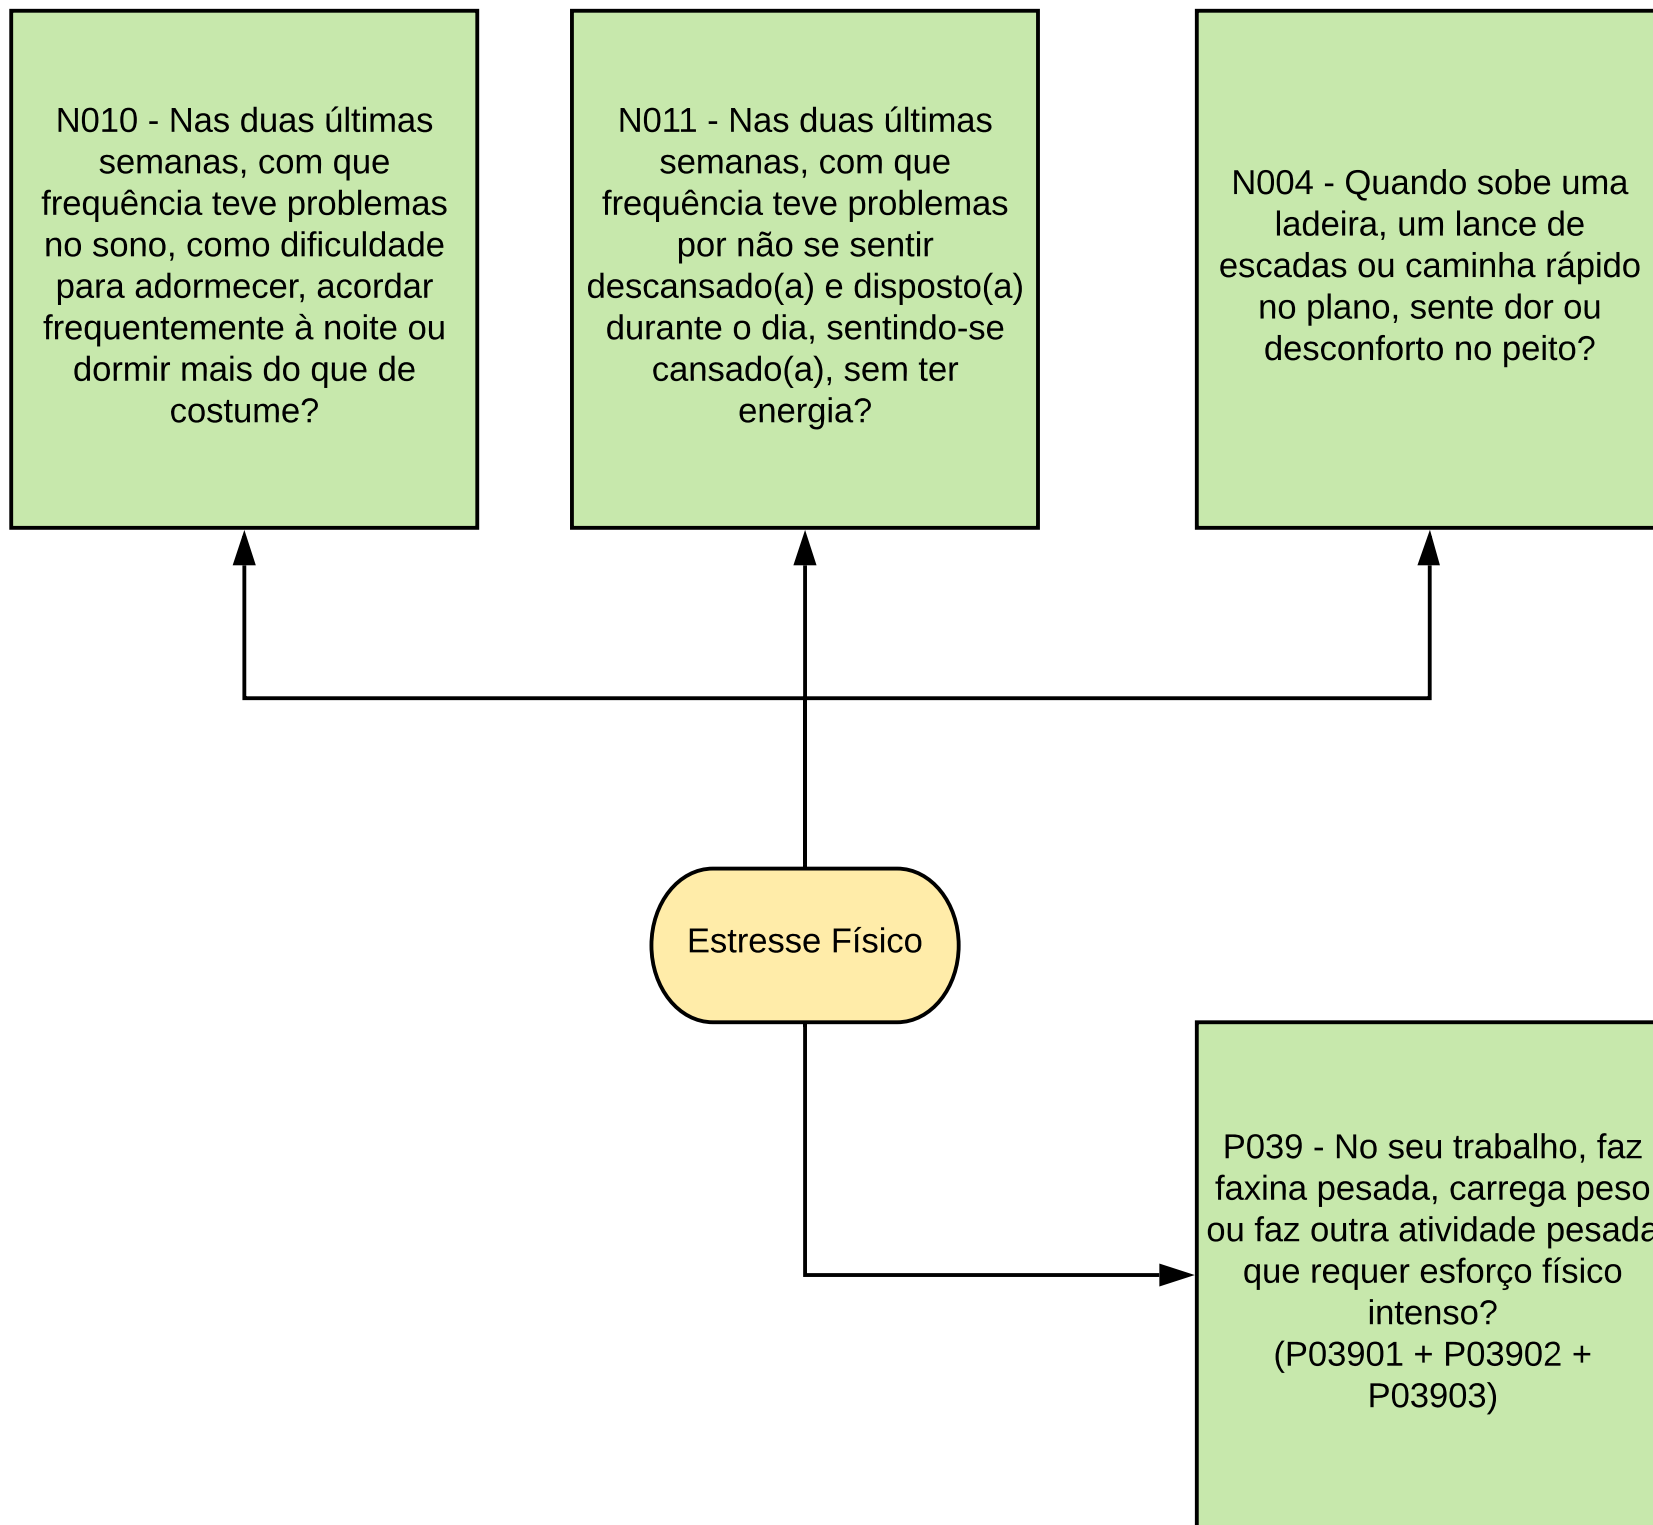 N010 - Nas duas últimas
semanas, com que
frequência teve problemas
no sono, como dificuldade
para adormecer, acordar
frequentemente à noite ou
dormir mais do que de
costume?
N011 - Nas duas últimas
semanas, com que
frequência teve problemas
por não se sentir
descansado(a) e disposto(a)
durante o dia, sentindo-se
cansado(a), sem ter
energia?
N004 - Quando sobe uma
ladeira, um lance de
escadas ou caminha rápido
no plano, sente dor ou
desconforto no peito?
Estresse Físico
P039 - No seu trabalho, faz
faxina pesada, carrega peso
ou faz outra atividade pesada
que requer esforço físico
intenso?
(P03901 + P03902 +
P03903)